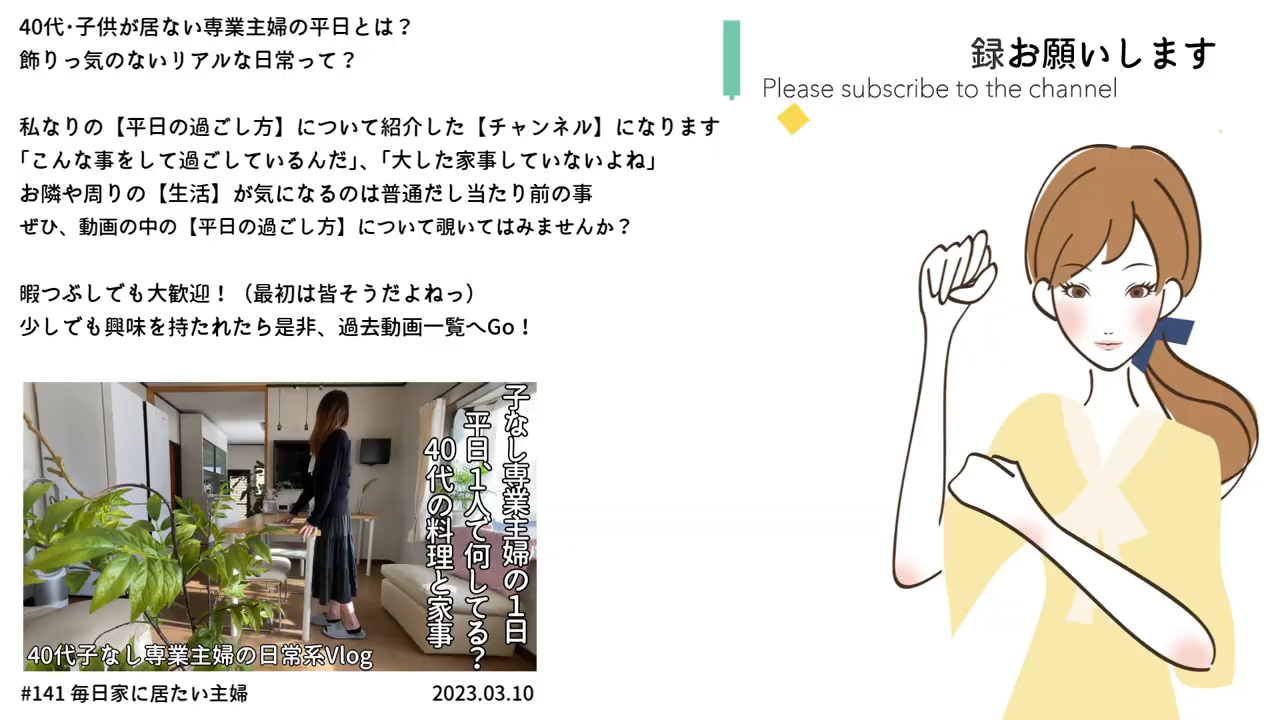 40代･子供が居ない専業主婦の平日とは？
飾りっ気のないリアルな日常って？
私なりの【平日の過ごし方】について紹介した【チャンネル】になります
｢こんな事をして過ごしているんだ｣、｢大した家事していないよね｣
お隣や周りの【生活】が気になるのは普通だし当たり前の事
ぜひ、動画の中の【平日の過ごし方】について覗いてはみませんか？
暇つぶしでも大歓迎！（最初は皆そうだよねっ）
少しでも興味を持たれたら是非、過去動画一覧へGo！
録お願いします
Please subscribe to the channel
子なし専業主婦の１日
平日､１人で何してる？
40代の料理と家事
40代子なし専業主婦の日常系Vlog
#141 毎日家に居たい主婦
2023.03.10